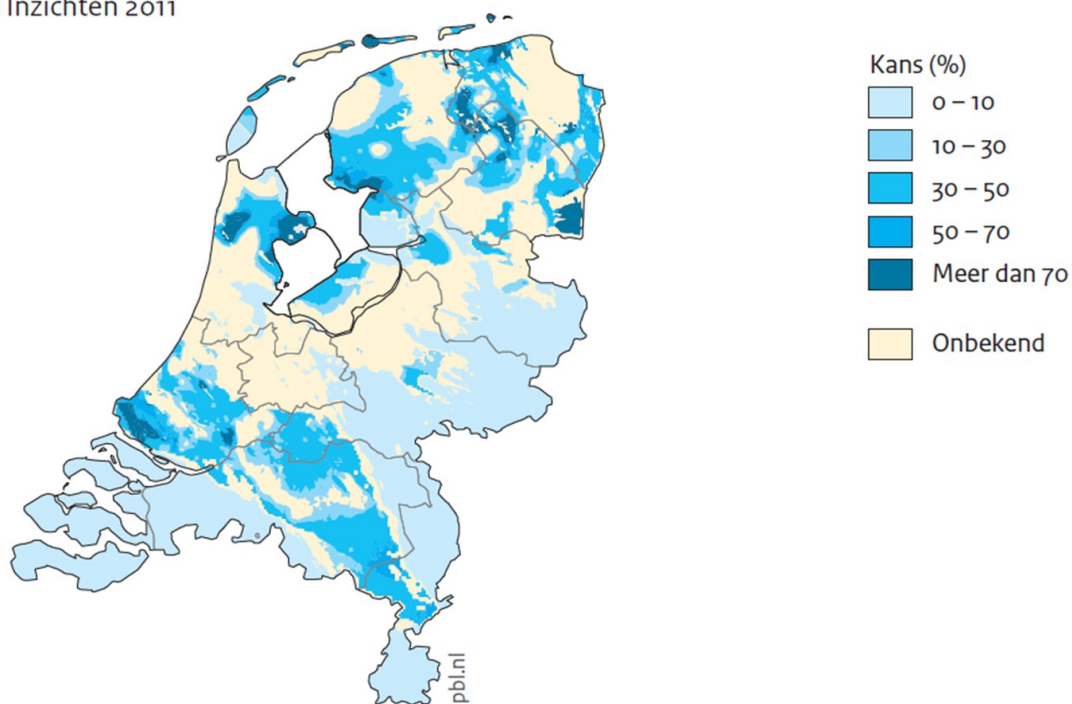 Inzichten 2011
Kans (%)
0 – 10
10 – 30
30 – 50
50 – 70
Meer dan 70
Onbekend
pbl.nl